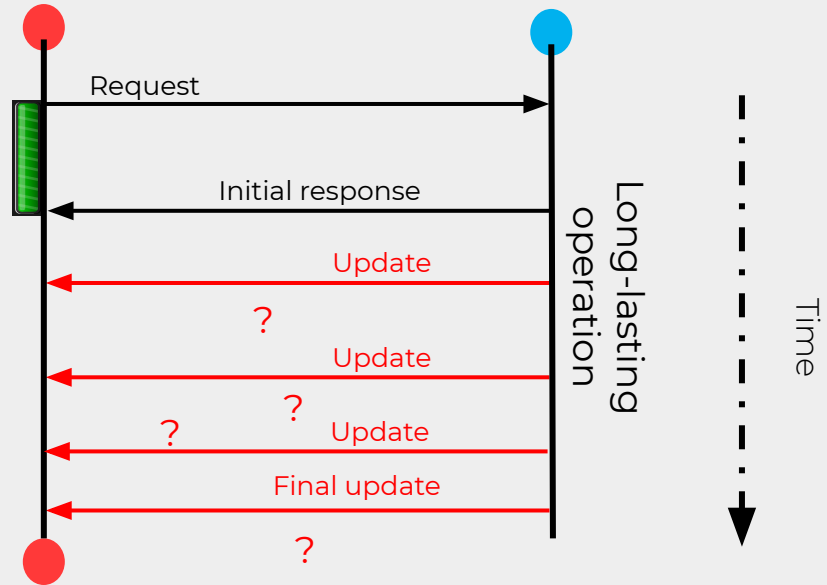 Request
Initial response
Update
?
Update
?
?
Update
Final update
?
Long-lasting
operation
Time